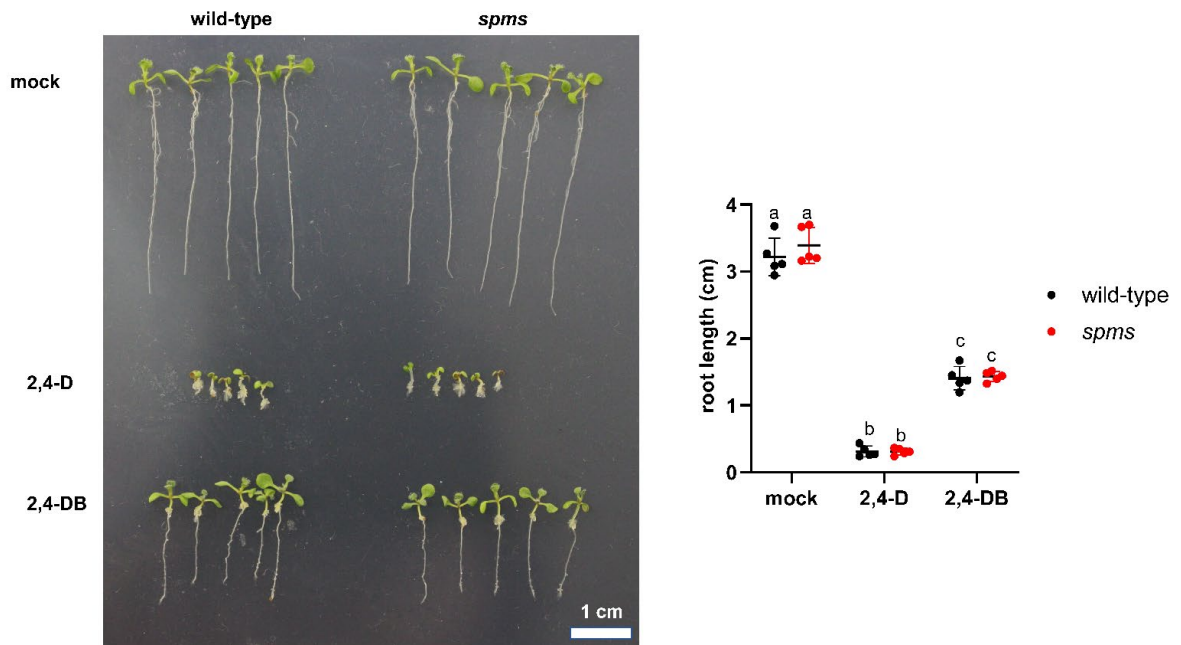 wild-type
spms
mock
2,4-D
2,4-DB
1 cm
root length (cm)
4
3
2
1
0
a a
b b
c c
mock 2,4-D 2,4-DB
wild-type
spms